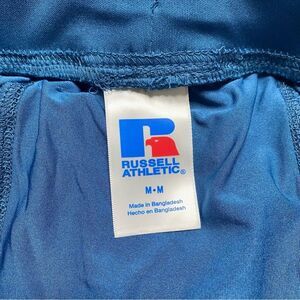 RUSSELL
ATHLETIC®
M•M
Made in Bangladesh
Hecho en Bangladesh